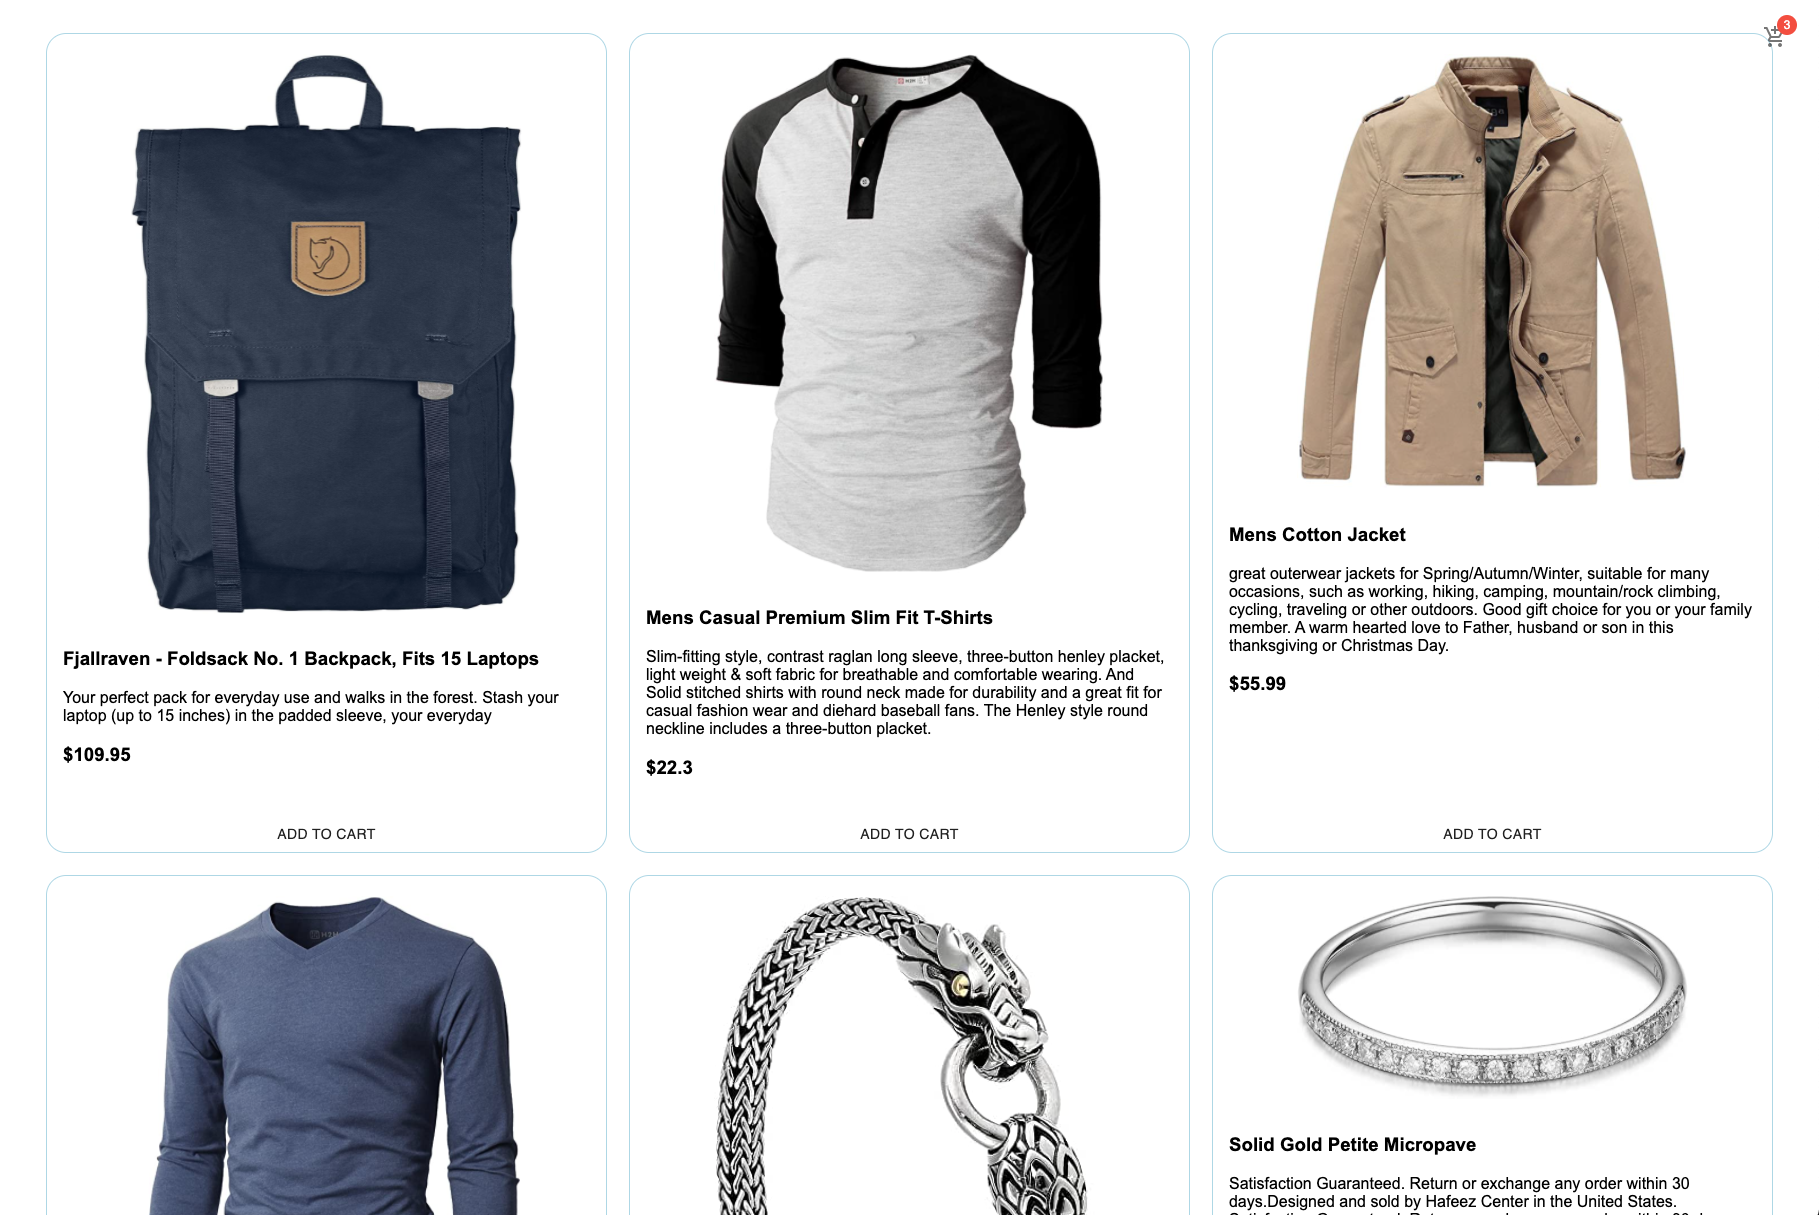 3
Fjallraven - Foldsack No. 1 Backpack, Fits 15 Laptops
Your perfect pack for everyday use and walks in the forest. Stash your
laptop (up to 15 inches) in the padded sleeve, your everyday
$109.95
ADD TO CART
Mens Casual Premium Slim Fit T-Shirts
Slim-fitting style, contrast raglan long sleeve, three-button henley placket,
light weight & soft fabric for breathable and comfortable wearing. And
Solid stitched shirts with round neck made for durability and a great fit for
casual fashion wear and diehard baseball fans. The Henley style round
neckline includes a three-button placket.
$22.3
ADD TO CART
Mens Cotton Jacket
great outerwear jackets for Spring/Autumn/Winter, suitable for many
occasions, such as working, hiking, camping, mountain/rock climbing,
cycling, traveling or other outdoors. Good gift choice for you or your family
member. A warm hearted love to Father, husband or son in this
thanksgiving or Christmas Day.
$55.99
ADD TO CART
Solid Gold Petite Micropave
Satisfaction Guaranteed. Return or exchange any order within 30
days.Designed and sold by Hafeez Center in the United States.